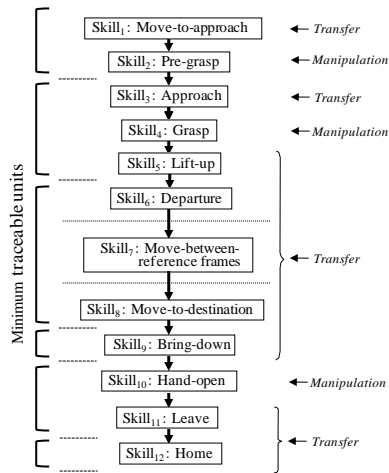 Skill₁: Move-to-approach
Transfer
Skill₂: Pre-grasp
Manipulation
Skill₃: Approach
Transfer
Skill₄: Grasp
Manipulation
Skill₅: Lift-up
Skill₆: Departure
Skill₇: Move-between-
reference frames
Transfer
Skill₈: Move-to-destination
Skill₉: Bring-down
Skill₁₀: Hand-open
Manipulation
Skill₁₁: Leave
Transfer
Skill₁₂: Home
Minimum traceable units